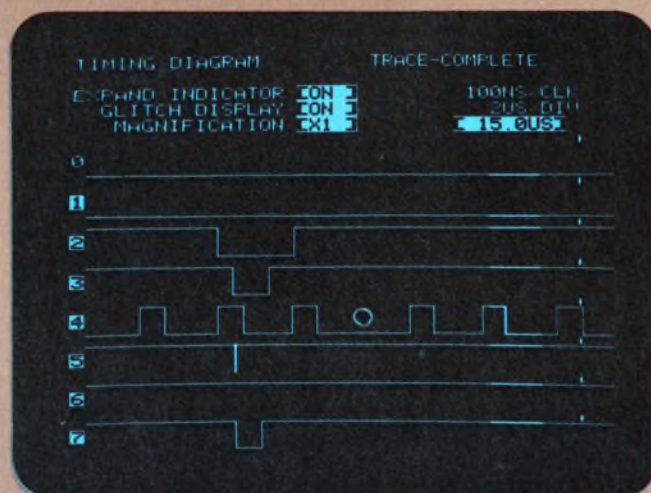 TIMING DIAGRAM TRACE-COMPLETE
EXPAND INDICATOR [ON ] 100NS/CLK
GLITCH DISPLAY [ON ] 2US/DIV
MAGNIFICATION [X1 ] [ 15.0US]
0
1
2
3
4
5
6
7